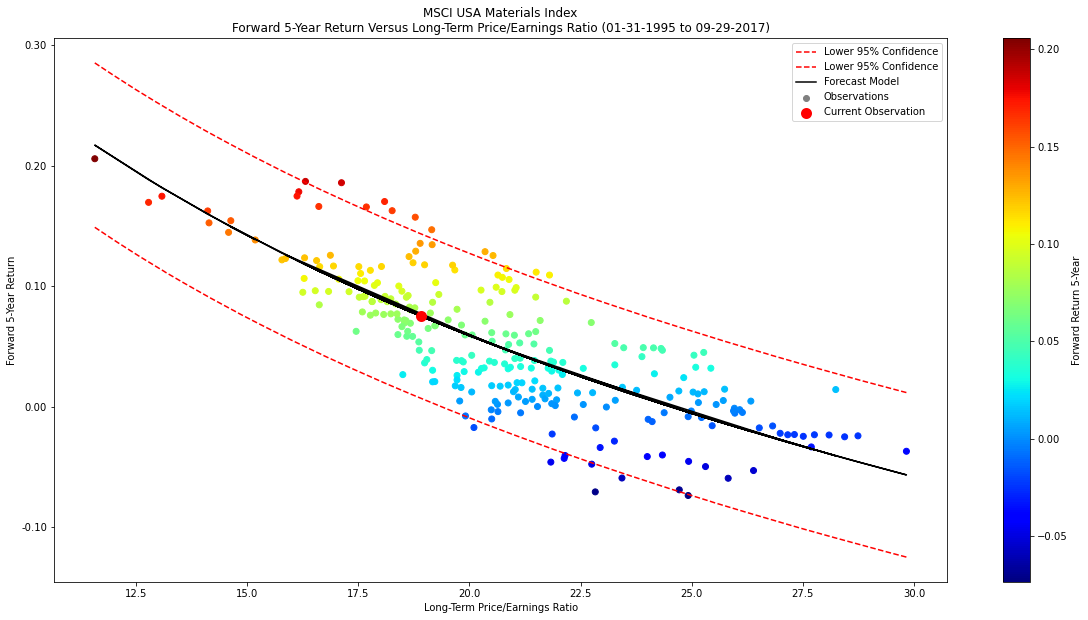 MSCI USA Materials Index
Forward 5-Year Return Versus Long-Term Price/Earnings Ratio (01-31-1995 to 09-29-2017)
Lower 95% Confidence
Lower 95% Confidence
Forecast Model
Observations
Current Observation
Forward 5-Year Return
0.30
0.20
0.10
0.00
-0.10
12.5
15.0
17.5
20.0
22.5
25.0
27.5
30.0
Long-Term Price/Earnings Ratio
0.20
0.15
0.10
0.05
0.00
−0.05
Forward Return 5-Year